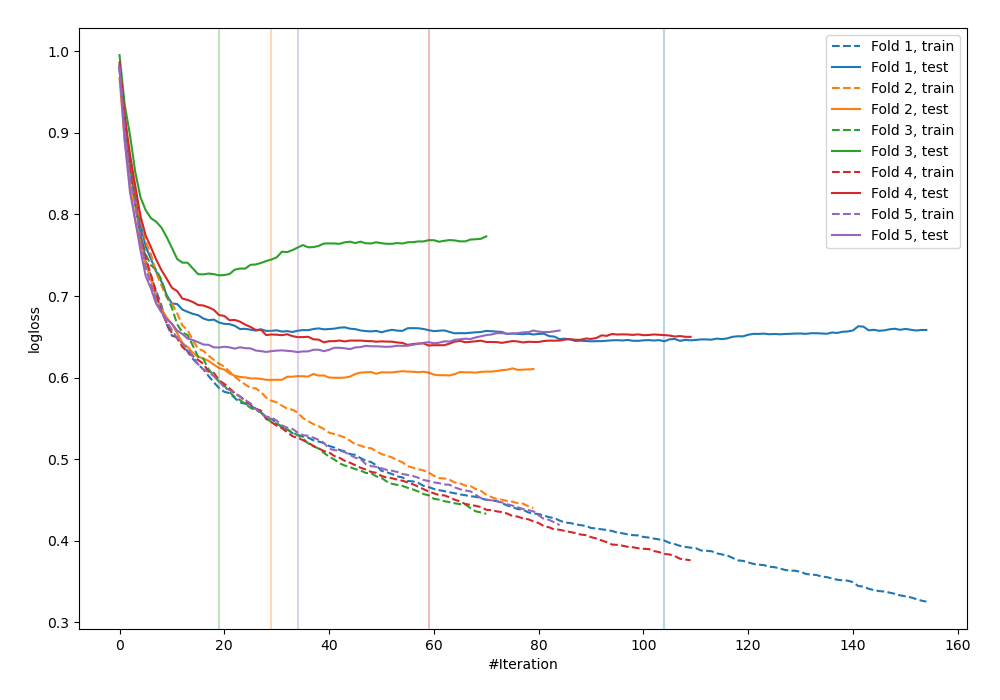 1.0
0.9
0.8
0.7
0.6
0.5
0.4
0.3
logloss
0 20 40 60 80 100 120 140 160
#Iteration
Fold 1, train
Fold 1, test
Fold 2, train
Fold 2, test
Fold 3, train
Fold 3, test
Fold 4, train
Fold 4, test
Fold 5, train
Fold 5, test